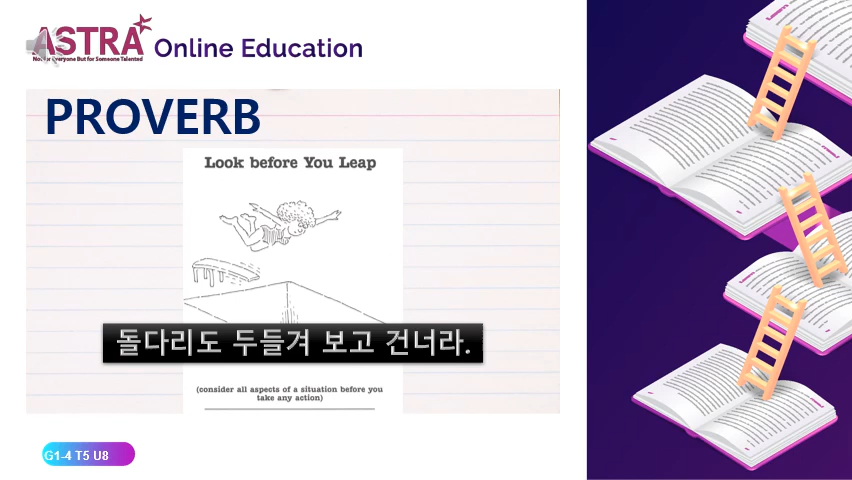 ASTRA
Not For Everyone But for Someone Talented
Online Education
PROVERB
Look before You Leap
돌다리도 두들겨 보고 건너라.
(consider all aspects of a situation before you
take any action)
G1-4 T5 U8